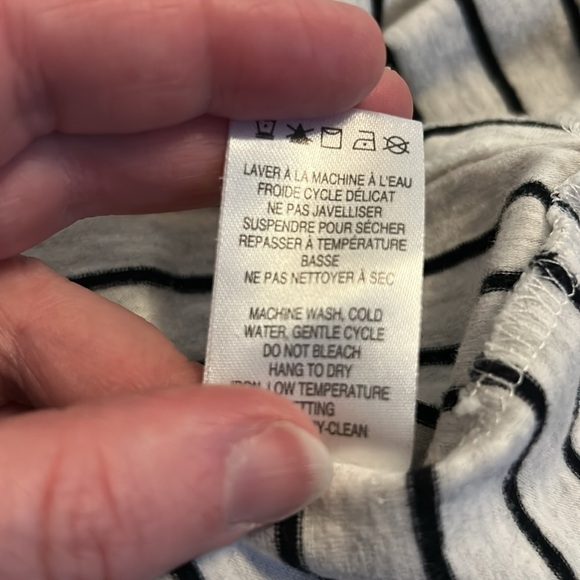 LAVER À LA MACHINE À L'EAU
FROIDE CYCLE DÉLICAT
NE PAS JAVELLISER
SUSPENDRE POUR SÉCHER
REPASSER À TEMPÉRATURE
BASSE
NE PAS NETTOYER À SEC
MACHINE WASH, COLD
WATER, GENTLE CYCLE
DO NOT BLEACH
HANG TO DRY
IRON, LOW TEMPERATURE